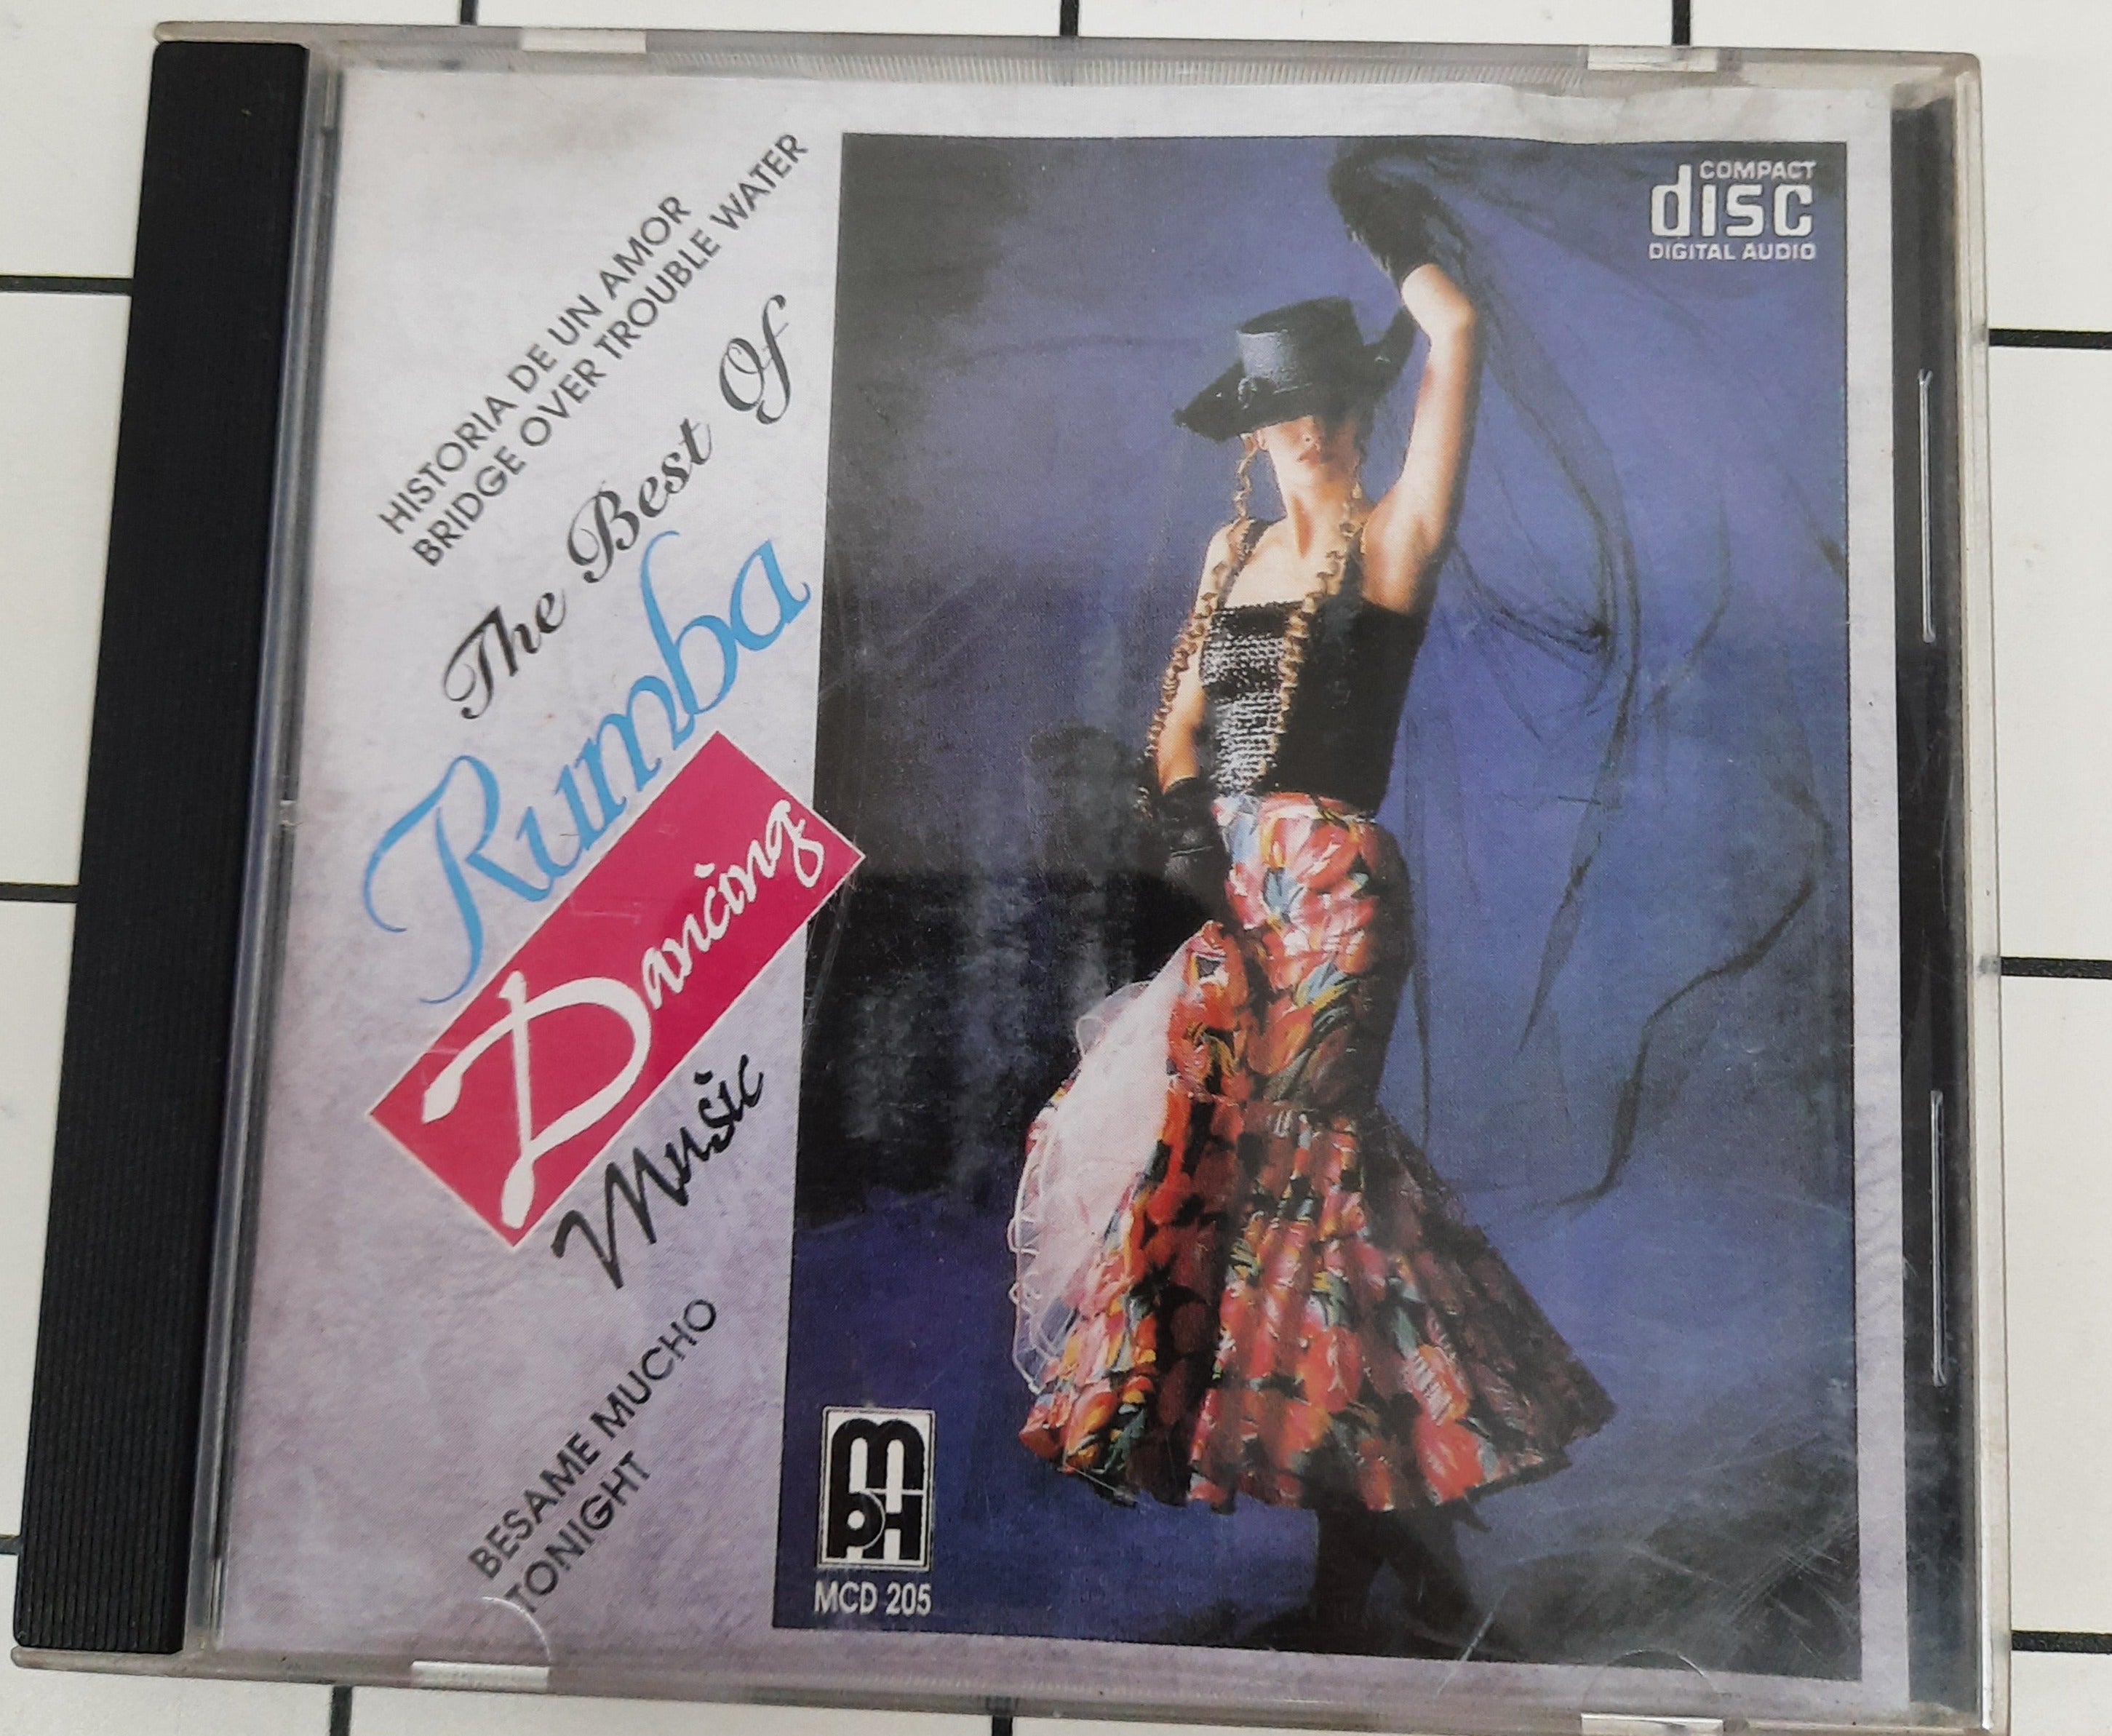 HISTORIA DE UN AMOR
BRIDGE OVER TROUBLE WATER
The Best Of
Rumba
Dancing
Music
BESAME MUCHO
TONIGHT
COMPACT
disc
DIGITAL AUDIO
MPH
MCD 205